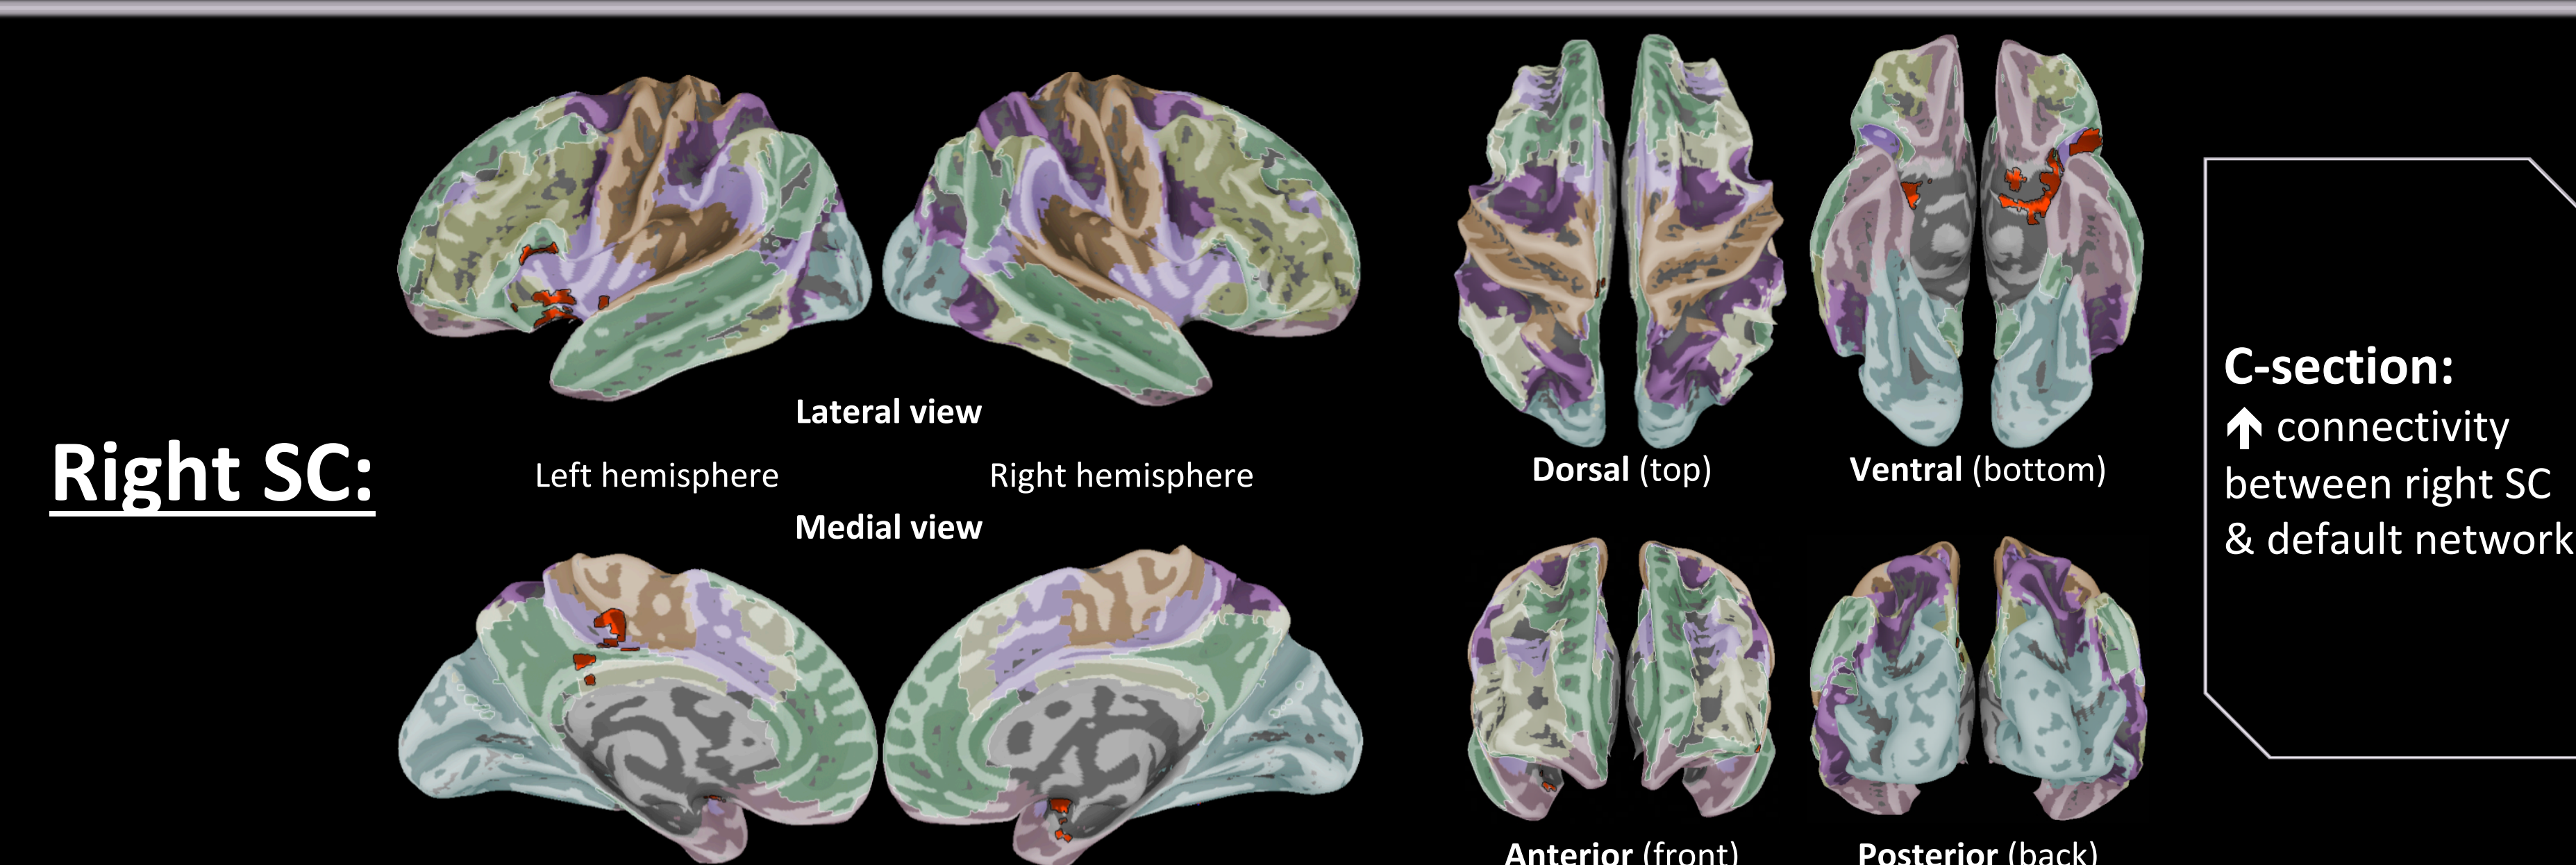 Right SC:
Lateral view
Left hemisphere
Right hemisphere
Medial view
Dorsal (top)
Ventral (bottom)
Anterior (front)
Posterior (back)
C-section:
⬆ connectivity
between right SC
& default network